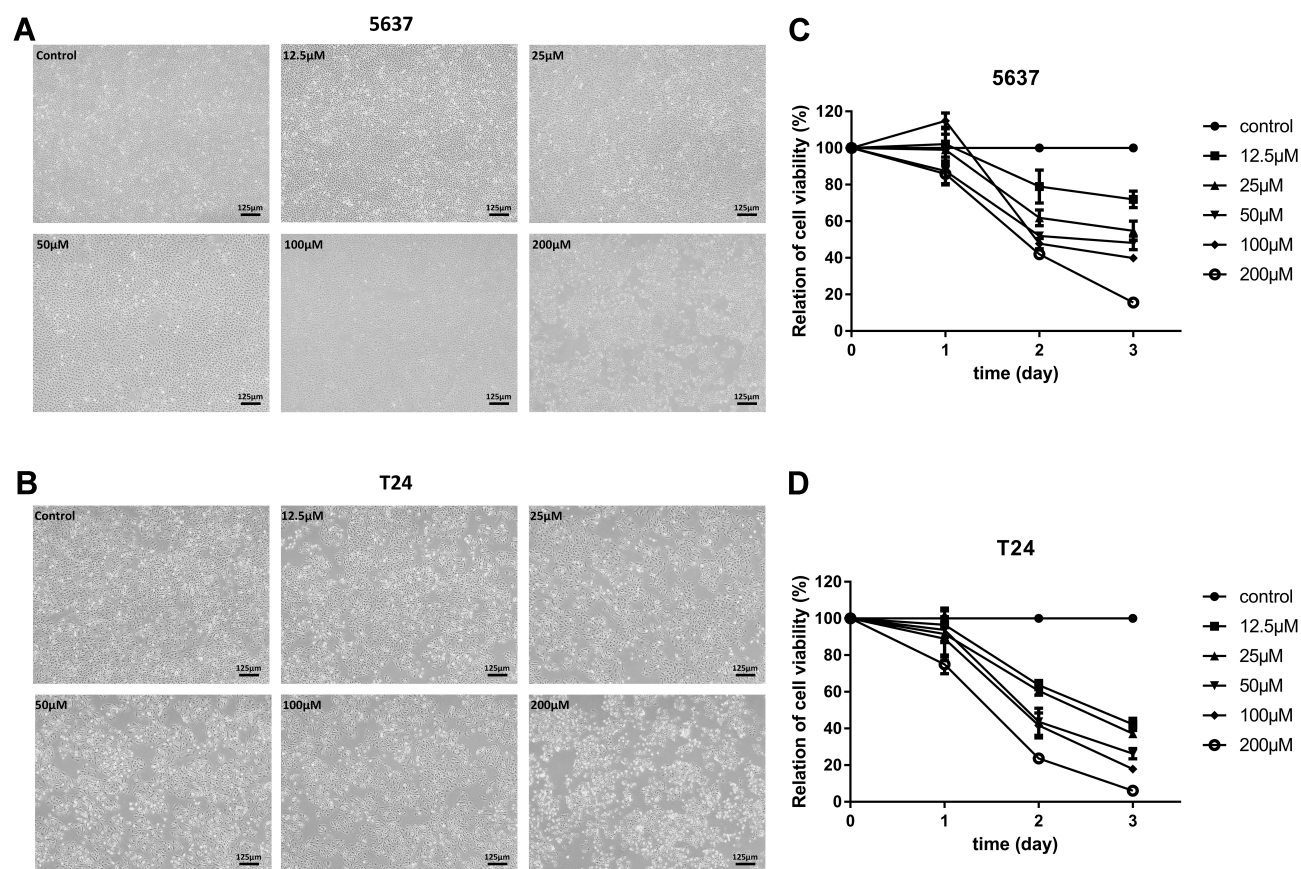 A
5637
Control
125µm
12.5µM
125µm
25µM
125µm
50µM
125µm
100µM
125µm
200µM
125µm
B
T24
Control
125µm
12.5µM
125µm
25µM
125µm
50µM
125µm
100µM
125µm
200µM
125µm
C
5637
Relation of cell viability (%)
120
100
80
60
40
20
0
0 1 2 3
time (day)
control
12.5µM
25µM
50µM
100µM
200µM
D
T24
Relation of cell viability (%)
120
100
80
60
40
20
0
0 1 2 3
time (day)
control
12.5µM
25µM
50µM
100µM
200µM